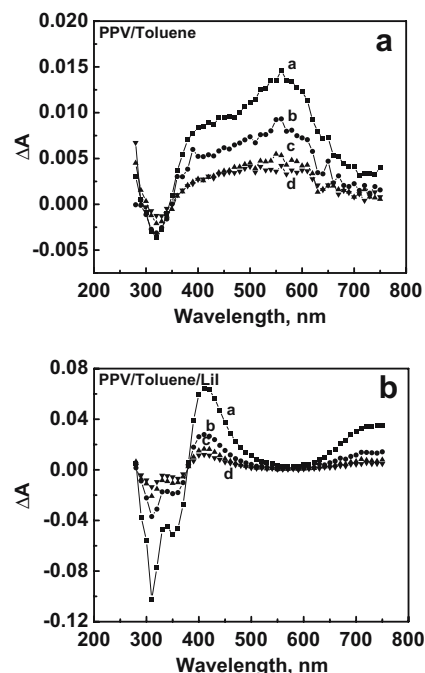 0.020
PPV/Toluene
a
0.015
a
0.010
b
ΔA
c
0.005
d
0.000
-0.005
200 300 400 500 600 700 800
Wavelength, nm
0.08
PPV/Toluene/LiI
b
a
0.04
b
c
d
0.00
ΔA
-0.04
-0.08
-0.12
200 300 400 500 600 700 800
Wavelength, nm